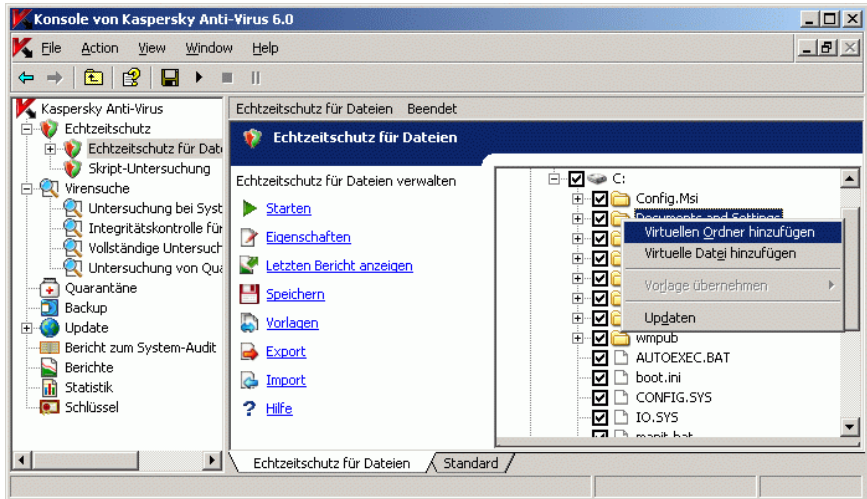 Konsole von Kaspersky Anti-Virus 6.0
File Action View Window Help
Kaspersky Anti-Virus
Echtzeitschutz
Echtzeitschutz für Date
Skript-Untersuchung
Virensuche
Untersuchung bei Syst
Integritätskontrolle für
Vollständige Untersuch
Untersuchung von Qua
Quarantäne
Backup
Update
Bericht zum System-Audit
Berichte
Statistik
Schlüssel
Echtzeitschutz für Dateien Beendet
Echtzeitschutz für Dateien
Echtzeitschutz für Dateien verwalten
Starten
Eigenschaften
Letzten Bericht anzeigen
Speichern
Vorlagen
Export
Import
Hilfe
C:
Config.Msi
Documents and Settings
Virtuellen Ordner hinzufügen
Virtuelle Datei hinzufügen
Vorlage übernehmen
Updaten
wmpub
AUTOEXEC.BAT
boot.ini
CONFIG.SYS
IO.SYS
Echtzeitschutz für Dateien Standard